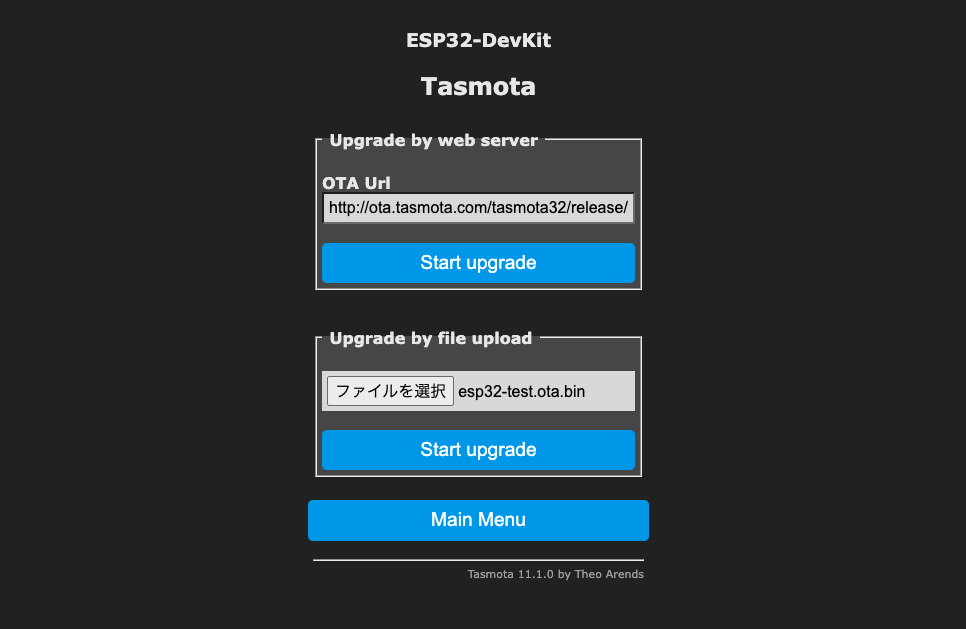 ESP32-DevKit
Tasmota
Upgrade by web server
OTA Url
http://ota.tasmota.com/tasmota32/release/
Start upgrade
Upgrade by file upload
ファイルを選択 esp32-test.ota.bin
Start upgrade
Main Menu
Tasmota 11.1.0 by Theo Arends